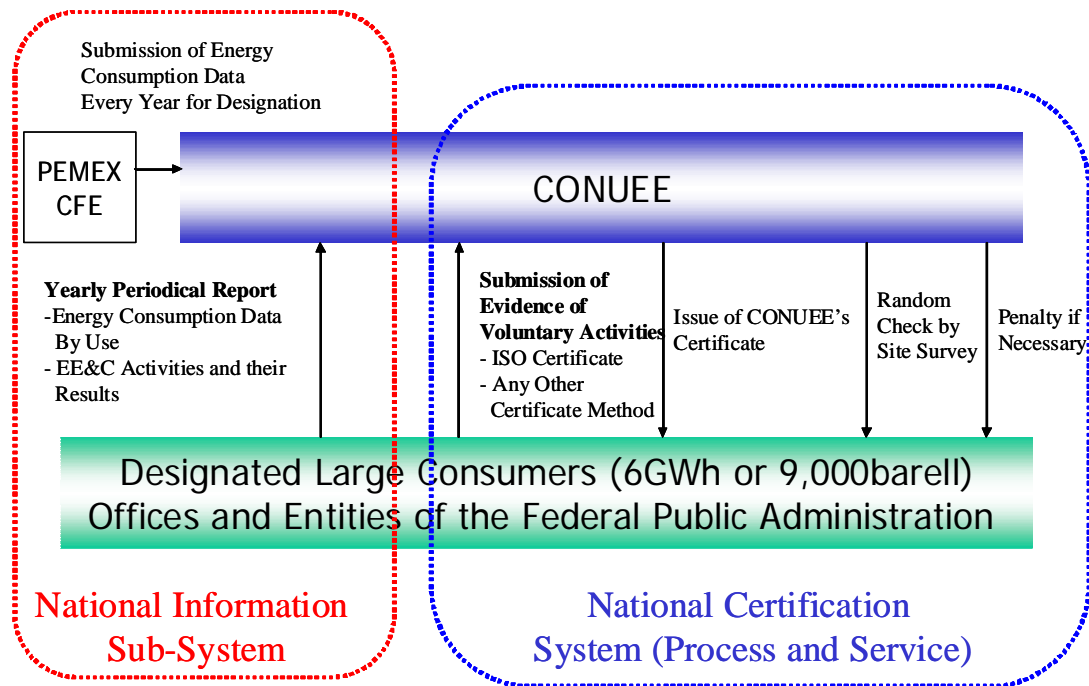 Submission of Energy
Consumption Data
Every Year for Designation
PEMEX
CFE
CONUEE
Yearly Periodical Report
-Energy Consumption Data
By Use
- EE&C Activities and their
Results
Submission of
Evidence of
Voluntary Activities
- ISO Certificate
- Any Other
Certificate Method
Issue of CONUEE's
Certificate
Random
Check by
Site Survey
Penalty if
Necessary
Designated Large Consumers (6GWh or 9,000barell)
Offices and Entities of the Federal Public Administration
National Information
Sub-System
National Certification
System (Process and Service)